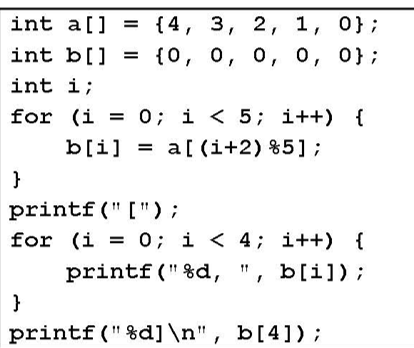 int a[] = {4, 3, 2, 1, 0};
int b[] = {0, 0, 0, 0, 0};
int i;
for (i = 0; i < 5; i++) {
    b[i] = a[(i+2)%5];
}
printf("[");
for (i = 0; i < 4; i++) {
    printf("%d, ", b[i]);
}
printf("%d]\n", b[4]);